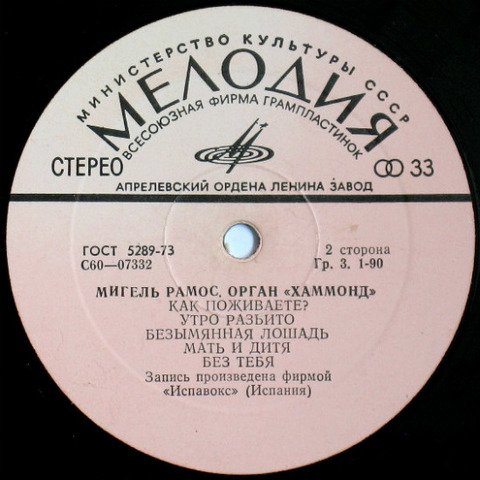 МИНИСТЕРСТВО КУЛЬТУРЫ СССР
МЕЛОДИЯ
ВСЕСОЮЗНАЯ ФИРМА ГРАМПЛАСТИНОК
СТЕРЕО
33
АПРЕЛЕВСКИЙ ОРДЕНА ЛЕНИНА ЗАВОД
ГОСТ 5289-73
С60—07332
2 сторона
Гр. 3. 1-90
МИГЕЛЬ РАМОС, ОРГАН «ХАММОНД»
КАК ПОЖИВАЕТЕ?
УТРО РАЗБИТО
БЕЗЫМЯННАЯ ЛОШАДЬ
МАТЬ И ДИТЯ
БЕЗ ТЕБЯ
Запись произведена фирмой
«Испавокс» (Испания)